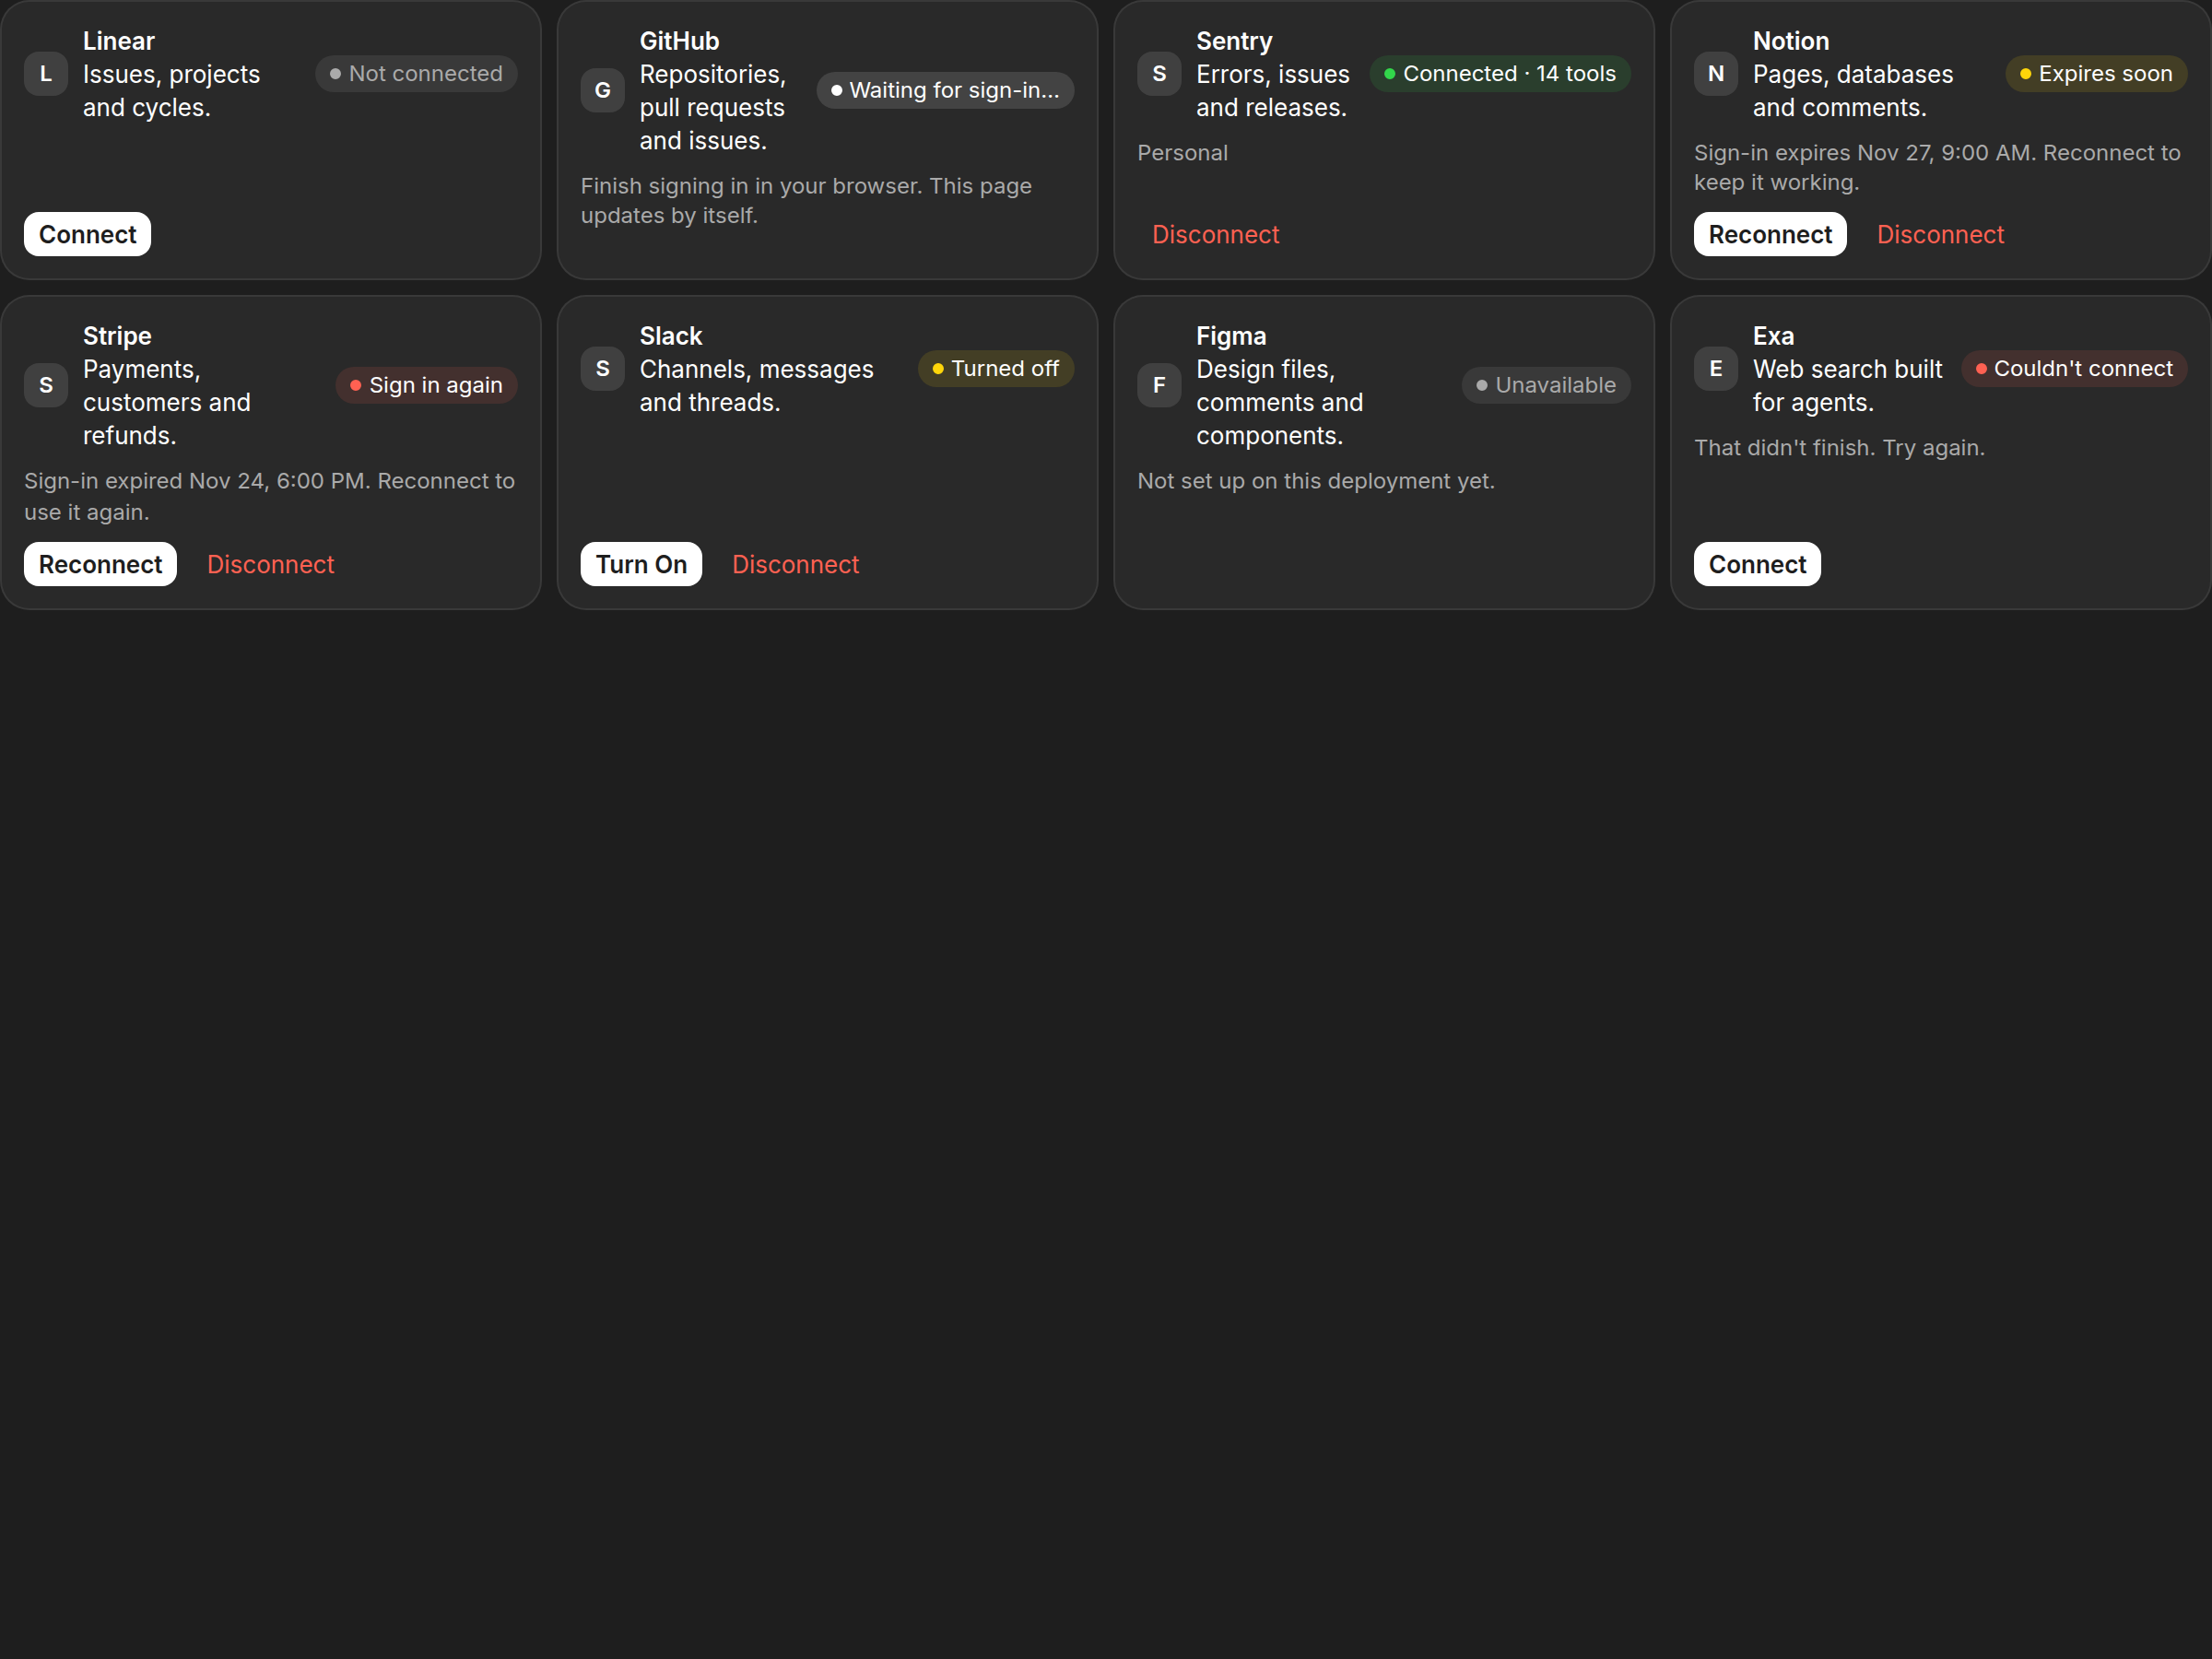 L
Linear
Issues, projects
and cycles.
Not connected
Connect
G
GitHub
Repositories,
pull requests
and issues.
Waiting for sign-in…
Finish signing in in your browser. This page
updates by itself.
S
Sentry
Errors, issues
and releases.
Connected · 14 tools
Personal
Disconnect
N
Notion
Pages, databases
and comments.
Expires soon
Sign-in expires Nov 27, 9:00 AM. Reconnect to
keep it working.
Reconnect
Disconnect
S
Stripe
Payments,
customers and
refunds.
Sign in again
Sign-in expired Nov 24, 6:00 PM. Reconnect to
use it again.
Reconnect
Disconnect
S
Slack
Channels, messages
and threads.
Turned off
Turn On
Disconnect
F
Figma
Design files,
comments and
components.
Unavailable
Not set up on this deployment yet.
E
Exa
Web search built
for agents.
Couldn't connect
That didn't finish. Try again.
Connect